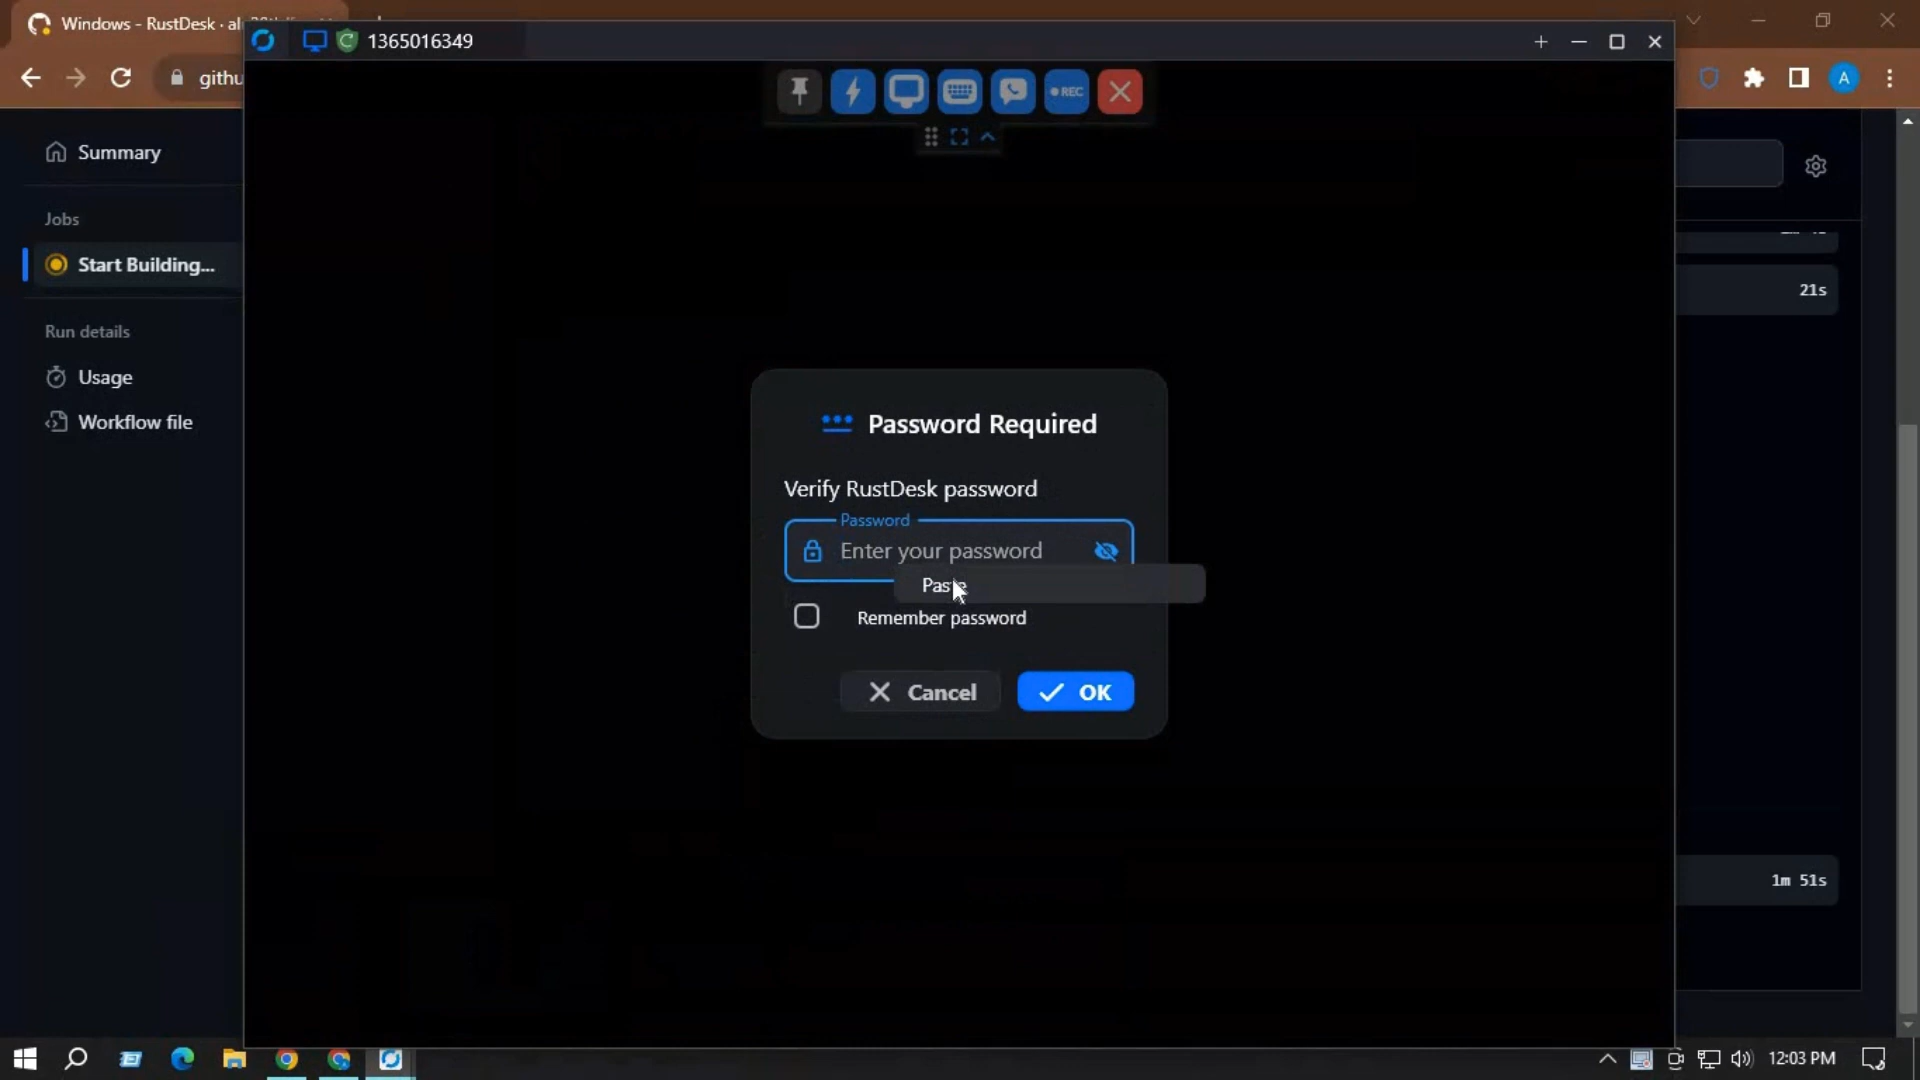 Windows - RustDesk · al
1365016349
githu
A
REC
Summary
Jobs
Start Building...
21s
Run details
Usage
Workflow file
Password Required
Verify RustDesk password
Password
Enter your password
Paste
Remember password
Cancel
OK
1m 51s
12:03 PM